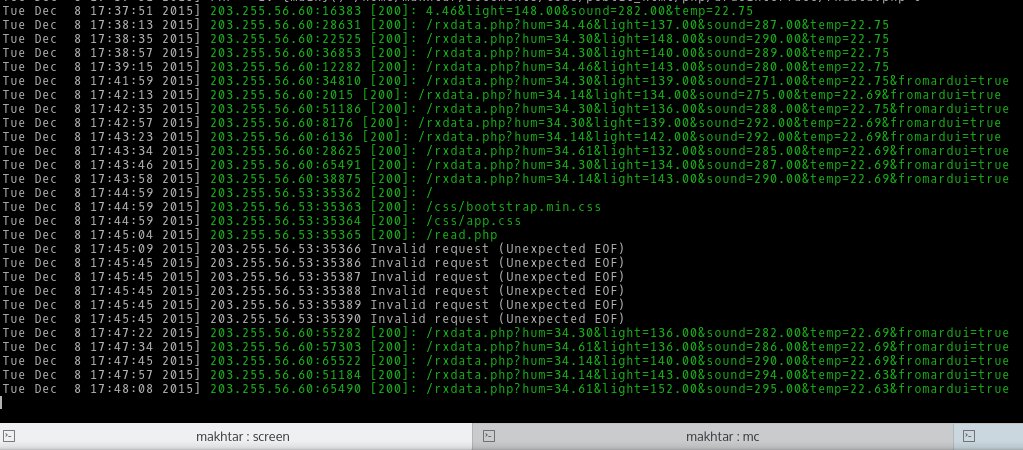 Tue Dec  8 17:37:51 2015] 203.255.56.60:16383 [200]: 4.46&light=148.00&sound=282.00&temp=22.75
Tue Dec  8 17:38:13 2015] 203.255.56.60:28631 [200]: /rxdata.php?hum=34.46&light=137.00&sound=287.00&temp=22.75
Tue Dec  8 17:38:35 2015] 203.255.56.60:22525 [200]: /rxdata.php?hum=34.30&light=148.00&sound=290.00&temp=22.75
Tue Dec  8 17:38:57 2015] 203.255.56.60:36853 [200]: /rxdata.php?hum=34.30&light=140.00&sound=289.00&temp=22.75
Tue Dec  8 17:39:15 2015] 203.255.56.60:12282 [200]: /rxdata.php?hum=34.46&light=143.00&sound=280.00&temp=22.75
Tue Dec  8 17:41:59 2015] 203.255.56.60:34810 [200]: /rxdata.php?hum=34.30&light=139.00&sound=271.00&temp=22.75&fromardui=true
Tue Dec  8 17:42:13 2015] 203.255.56.60:2015 [200]: /rxdata.php?hum=34.14&light=134.00&sound=275.00&temp=22.69&fromardui=true
Tue Dec  8 17:42:35 2015] 203.255.56.60:51186 [200]: /rxdata.php?hum=34.30&light=136.00&sound=288.00&temp=22.75&fromardui=true
Tue Dec  8 17:42:57 2015] 203.255.56.60:8176 [200]: /rxdata.php?hum=34.30&light=139.00&sound=292.00&temp=22.69&fromardui=true
Tue Dec  8 17:43:23 2015] 203.255.56.60:6136 [200]: /rxdata.php?hum=34.14&light=142.00&sound=292.00&temp=22.69&fromardui=true
Tue Dec  8 17:43:34 2015] 203.255.56.60:28625 [200]: /rxdata.php?hum=34.61&light=132.00&sound=285.00&temp=22.69&fromardui=true
Tue Dec  8 17:43:46 2015] 203.255.56.60:65491 [200]: /rxdata.php?hum=34.30&light=134.00&sound=287.00&temp=22.69&fromardui=true
Tue Dec  8 17:43:58 2015] 203.255.56.60:38875 [200]: /rxdata.php?hum=34.14&light=143.00&sound=290.00&temp=22.69&fromardui=true
Tue Dec  8 17:44:59 2015] 203.255.56.53:35362 [200]: /
Tue Dec  8 17:44:59 2015] 203.255.56.53:35363 [200]: /css/bootstrap.min.css
Tue Dec  8 17:44:59 2015] 203.255.56.53:35364 [200]: /css/app.css
Tue Dec  8 17:45:04 2015] 203.255.56.53:35365 [200]: /read.php
Tue Dec  8 17:45:09 2015] 203.255.56.53:35366 Invalid request (Unexpected EOF)
Tue Dec  8 17:45:45 2015] 203.255.56.53:35386 Invalid request (Unexpected EOF)
Tue Dec  8 17:45:45 2015] 203.255.56.53:35387 Invalid request (Unexpected EOF)
Tue Dec  8 17:45:45 2015] 203.255.56.53:35388 Invalid request (Unexpected EOF)
Tue Dec  8 17:45:45 2015] 203.255.56.53:35389 Invalid request (Unexpected EOF)
Tue Dec  8 17:45:45 2015] 203.255.56.53:35390 Invalid request (Unexpected EOF)
Tue Dec  8 17:47:22 2015] 203.255.56.60:55282 [200]: /rxdata.php?hum=34.30&light=136.00&sound=282.00&temp=22.69&fromardui=true
Tue Dec  8 17:47:34 2015] 203.255.56.60:57303 [200]: /rxdata.php?hum=34.61&light=136.00&sound=286.00&temp=22.69&fromardui=true
Tue Dec  8 17:47:45 2015] 203.255.56.60:65522 [200]: /rxdata.php?hum=34.14&light=140.00&sound=290.00&temp=22.69&fromardui=true
Tue Dec  8 17:47:57 2015] 203.255.56.60:51184 [200]: /rxdata.php?hum=34.14&light=143.00&sound=294.00&temp=22.63&fromardui=true
Tue Dec  8 17:48:08 2015] 203.255.56.60:65490 [200]: /rxdata.php?hum=34.61&light=152.00&sound=295.00&temp=22.63&fromardui=true
makhtar : screen
makhtar : mc